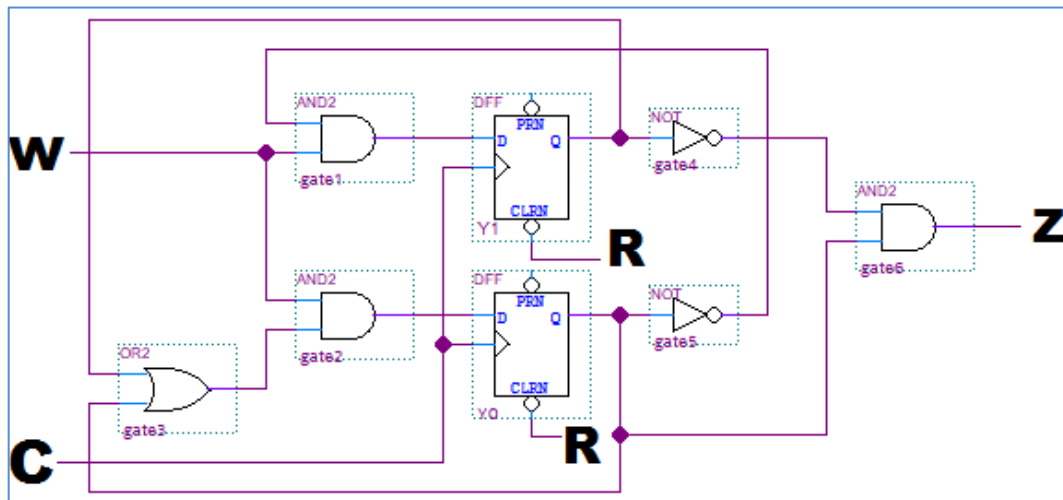 AND2
DFF
PRN
D
Q
NOT
W
gate1
gate4
AND2
CLRN
Y1
R
Z
gate6
AND2
DFF
PRN
D
Q
NOT
gate2
gate5
OR2
CLRN
gate3
Y0
R
C